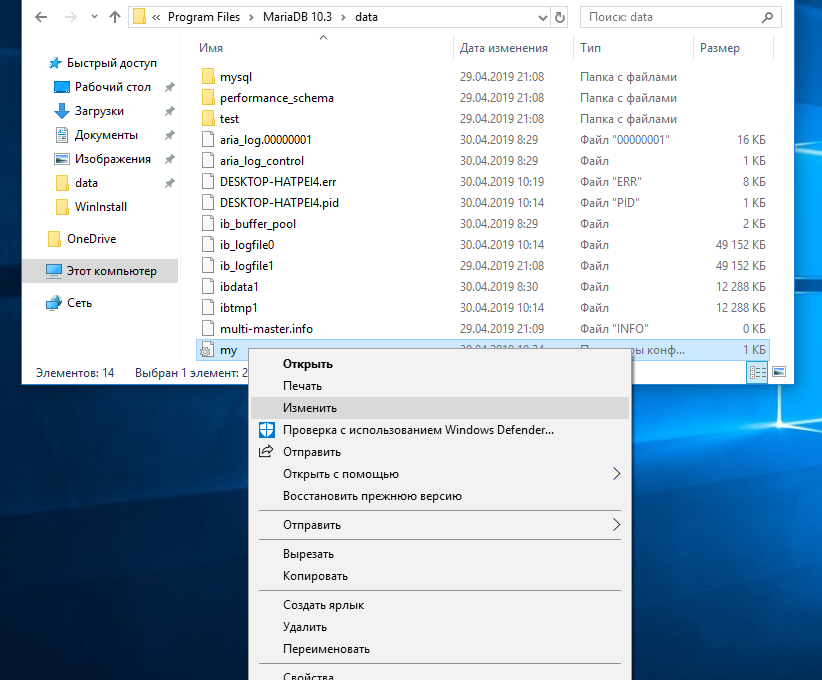 « Program Files › MariaDB 10.3 › data
Поиск: data
Имя Дата изменения Тип Размер
Быстрый доступ
Рабочий стол
Загрузки
Документы
Изображения
data
WinInstall
OneDrive
Этот компьютер
Сеть
mysql 29.04.2019 21:08 Папка с файлами
performance_schema 29.04.2019 21:08 Папка с файлами
test 29.04.2019 21:08 Папка с файлами
aria_log.00000001 30.04.2019 8:29 Файл "00000001" 16 КБ
aria_log_control 30.04.2019 8:29 Файл 1 КБ
DESKTOP-HATPEI4.err 30.04.2019 10:19 Файл "ERR" 8 КБ
DESKTOP-HATPEI4.pid 30.04.2019 10:14 Файл "PID" 1 КБ
ib_buffer_pool 30.04.2019 8:29 Файл 2 КБ
ib_logfile0 30.04.2019 10:14 Файл 49 152 КБ
ib_logfile1 29.04.2019 21:08 Файл 49 152 КБ
ibdata1 30.04.2019 8:30 Файл 12 288 КБ
ibtmp1 30.04.2019 10:14 Файл 12 288 КБ
multi-master.info 29.04.2019 21:09 Файл "INFO" 0 КБ
my конф... 1 КБ
Элементов: 14 Выбран 1 элемент: 2
Открыть
Печать
Изменить
Проверка с использованием Windows Defender...
Отправить
Открыть с помощью
Восстановить прежнюю версию
Отправить
Вырезать
Копировать
Создать ярлык
Удалить
Переименовать
Свойства